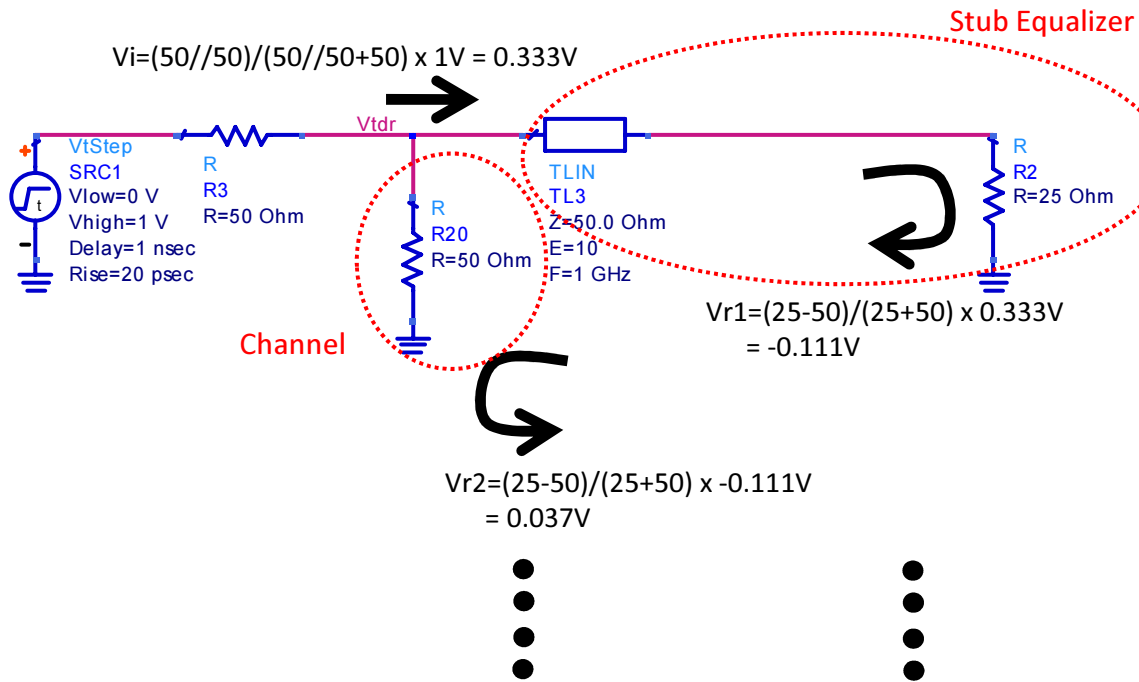 Stub Equalizer
Vi=(50//50)/(50//50+50) x 1V = 0.333V
Vtdr
+
VtStep
SRC1
Vlow=0 V
Vhigh=1 V
Delay=1 nsec
Rise=20 psec
t
-
R
R3
R=50 Ohm
R
R20
R=50 Ohm
TLIN
TL3
Z=50.0 Ohm
E=10
F=1 GHz
R
R2
R=25 Ohm
Channel
Vr1=(25-50)/(25+50) x 0.333V
= -0.111V
Vr2=(25-50)/(25+50) x -0.111V
= 0.037V